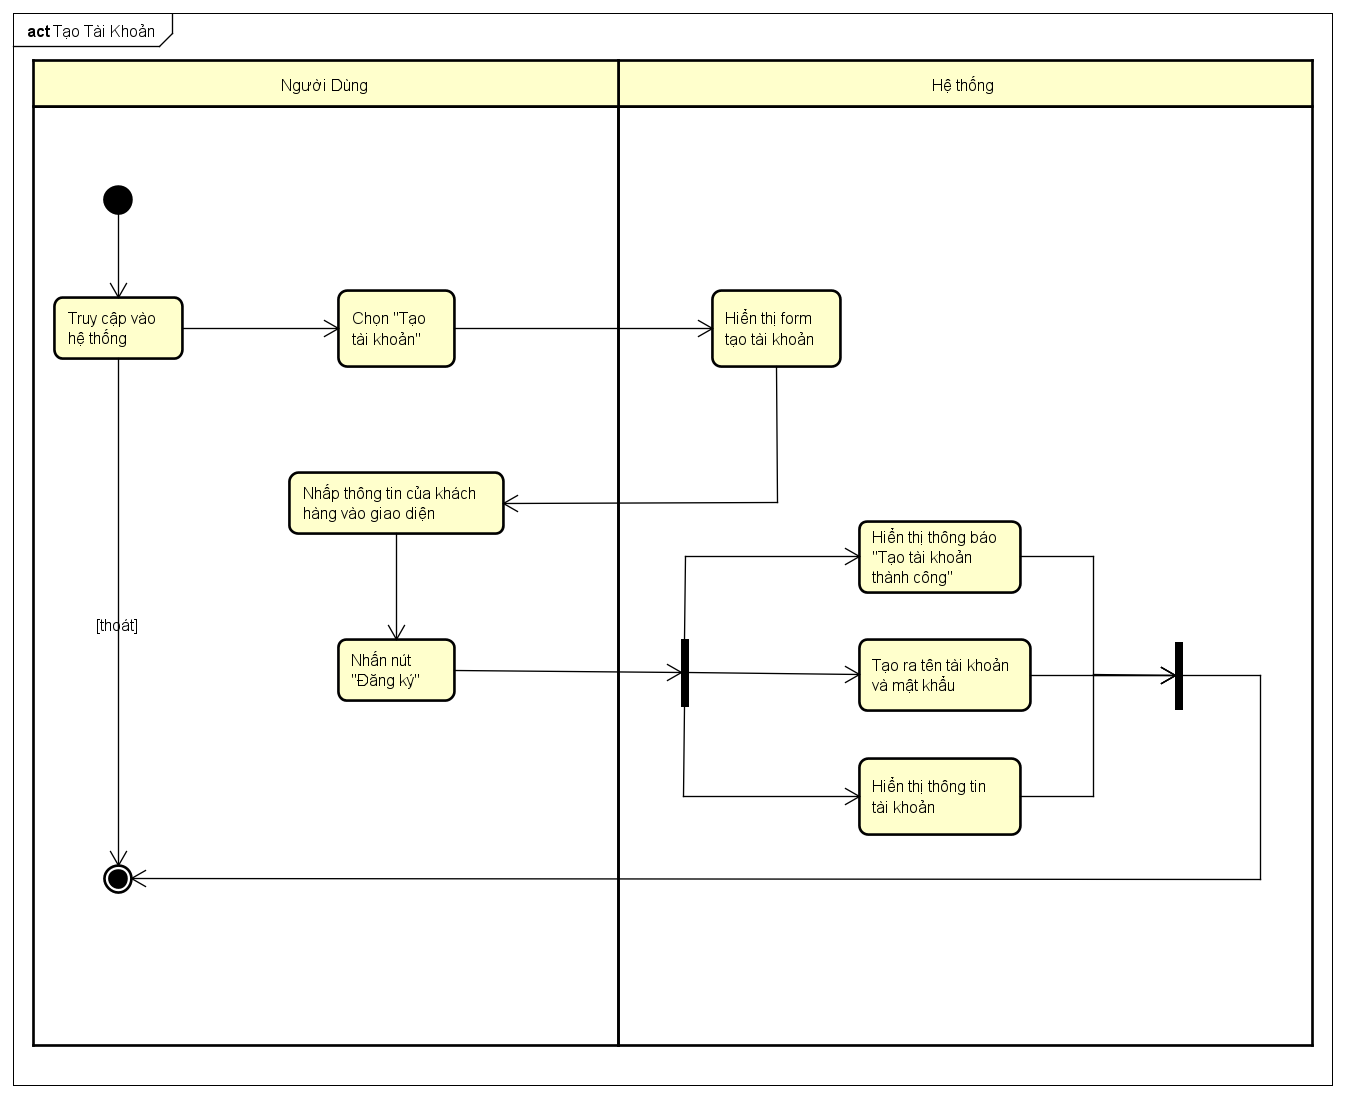 act Tạo Tài Khoản
Người Dùng
Hệ thống
Truy cập vào
hệ thống
Chọn "Tạo
tài khoản"
Hiển thị form
tạo tài khoản
Nhấp thông tin của khách
hàng vào giao diện
Hiển thị thông báo
"Tạo tài khoản
thành công"
[thoát]
Nhấn nút
"Đăng ký"
Tạo ra tên tài khoản
và mật khẩu
Hiển thị thông tin
tài khoản